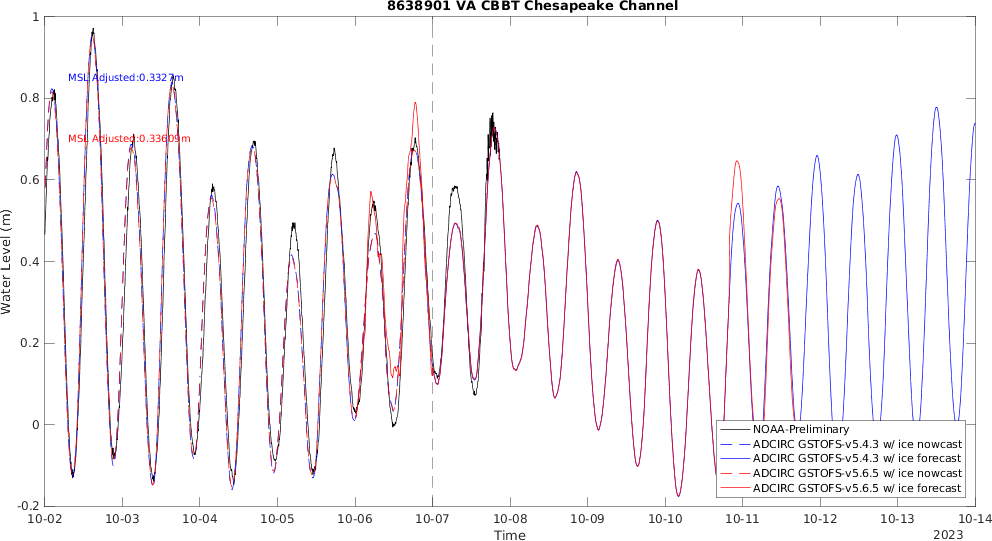 8638901 VA CBBT Chesapeake Channel
1
0.8
0.6
0.4
0.2
0
-0.2
Water Level (m)
MSL Adjusted:0.3327m
MSL Adjusted:0.33609m
NOAA-Preliminary
ADCIRC GSTOFS-v5.4.3 w/ ice nowcast
ADCIRC GSTOFS-v5.4.3 w/ ice forecast
ADCIRC GSTOFS-v5.6.5 w/ ice nowcast
ADCIRC GSTOFS-v5.6.5 w/ ice forecast
10-02 10-03 10-04 10-05 10-06 10-07 10-08 10-09 10-10 10-11 10-12 10-13 10-14
Time
2023